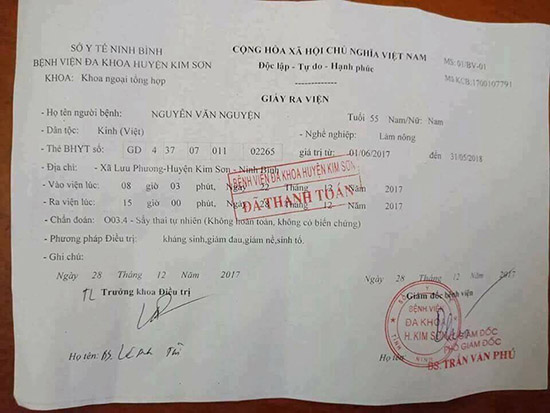 SỞ Y TẾ NINH BÌNH
BỆNH VIỆN ĐA KHOA HUYỆN KIM SƠN
KHOA: Khoa ngoại tổng hợp
CỘNG HÒA XÃ HỘI CHỦ NGHĨA VIỆT NAM
Độc lập - Tự do - Hạnh phúc
MS: 01/BV-01
Mã KCB:1700107791
GIẤY RA VIỆN
- Họ tên người bệnh: NGUYỄN VĂN NGUYỆN Tuổi 55 Nam/Nữ: Nam
- Dân tộc: Kinh (Việt) - Nghề nghiệp: Làm nông
- Thẻ BHYT số: GD 4 37 07 011 02265 giá trị từ: 01/06/2017 đến 31/05/2018
- Địa chỉ: - Xã Lưu Phương-Huyện Kim Sơn - Ninh Bình
- Vào viện lúc: 08 giờ 03 phút, Ngày 22 Tháng 12 Năm 2017
- Ra viện lúc: 15 giờ 00 phút, Ngày 28 Tháng 12 Năm 2017
BỆNH VIỆN ĐA KHOA HUYỆN KIM SƠN
ĐÃ THANH TOÁN
- Chẩn đoán: O03.4 - Sẩy thai tự nhiên (Không hoàn toàn, không có biến chứng)
- Phương pháp Điều trị: kháng sinh,giảm đau,giảm nề,sinh tố.
- Ghi chú:
Ngày 28 Tháng 12 Năm 2017
TL Trưởng khoa Điều trị
Họ tên: BS.
Ngày 28 Tháng 12 Năm 2017
Giám đốc bệnh viện
BỆNH VIỆN
ĐA KHOA
H. KIM SƠN
GIÁM ĐỐC
PHÓ GIÁM ĐỐC
Họ tên:
BS. TRẦN VĂN PHÚ